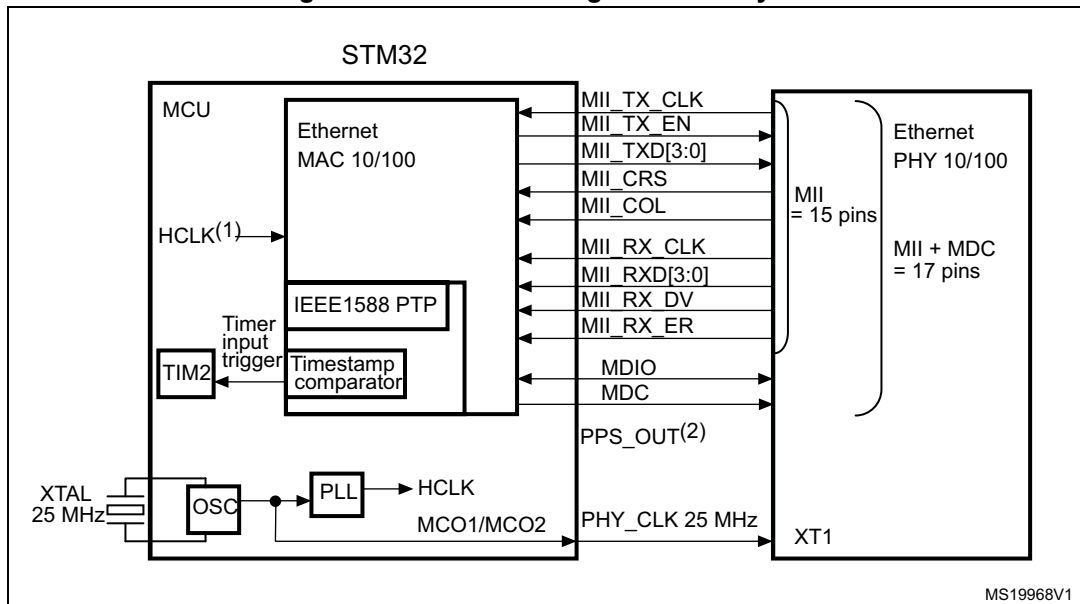 STM32
MCU
Ethernet
MAC 10/100
HCLK(1)
IEEE1588 PTP
Timer
input
trigger
TIM2
Timestamp
comparator
XTAL
25 MHz
OSC
PLL
HCLK
MCO1/MCO2
MII_TX_CLK
MII_TX_EN
MII_TXD[3:0]
MII_CRS
MII_COL
MII_RX_CLK
MII_RXD[3:0]
MII_RX_DV
MII_RX_ER
MDIO
MDC
PPS_OUT(2)
PHY_CLK 25 MHz
MII
= 15 pins
Ethernet
PHY 10/100
MII + MDC
= 17 pins
XT1
MS19968V1